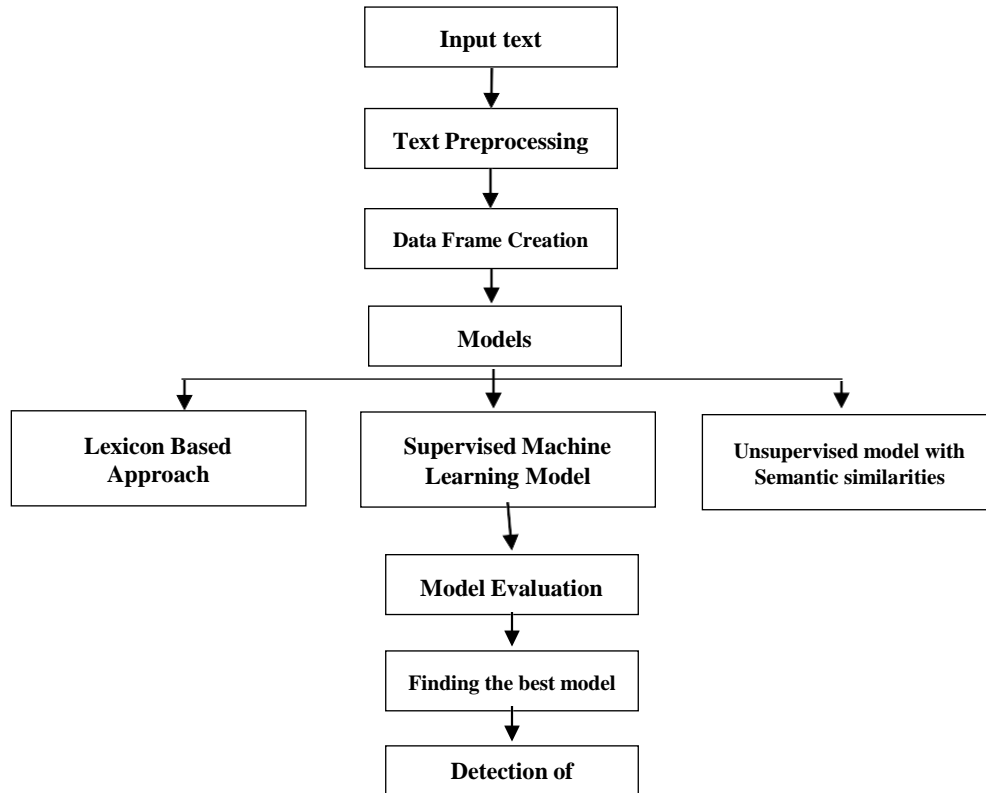 Input text
Text Preprocessing
Data Frame Creation
Models
Lexicon Based
Approach
Supervised Machine
Learning Model
Unsupervised model with
Semantic similarities
Model Evaluation
Finding the best model
Detection of